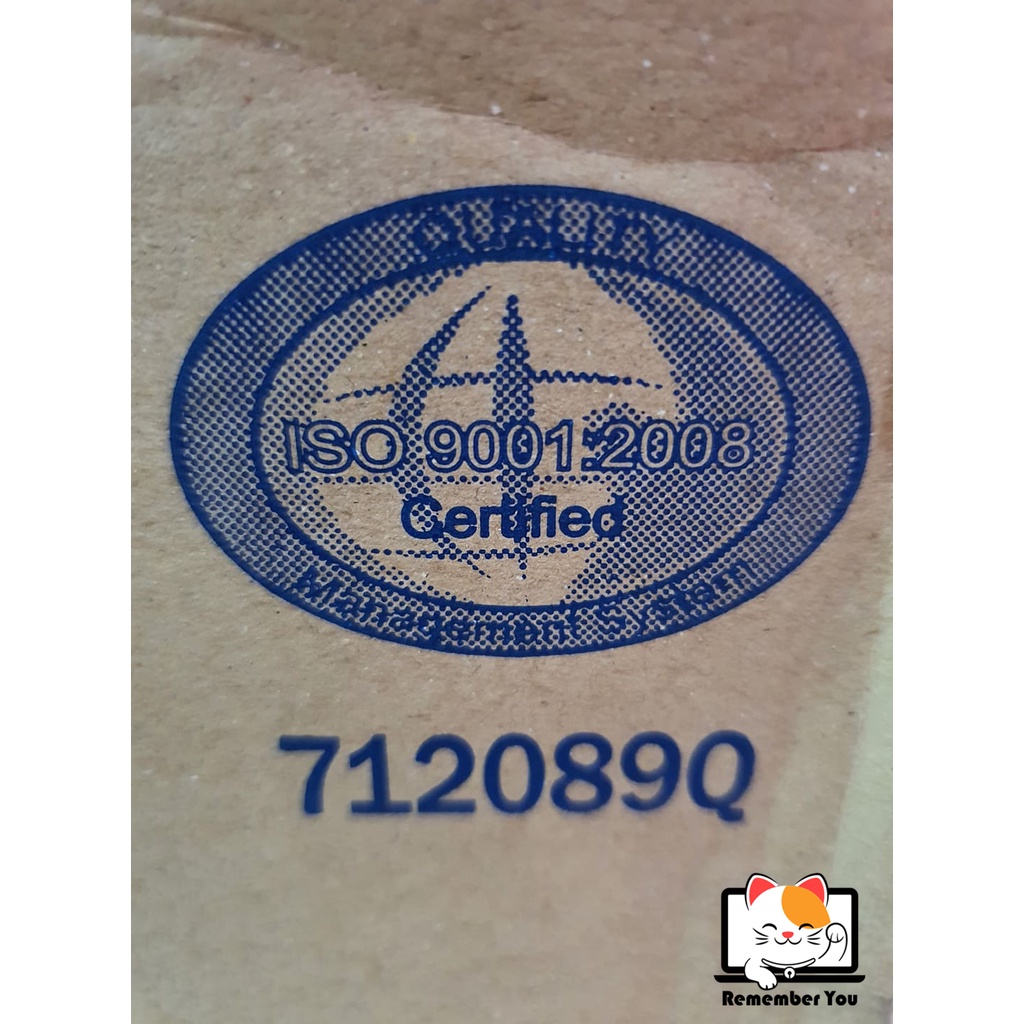 QUALITY
ISO 9001:2008
Certified
Management System
712089Q
Remember You